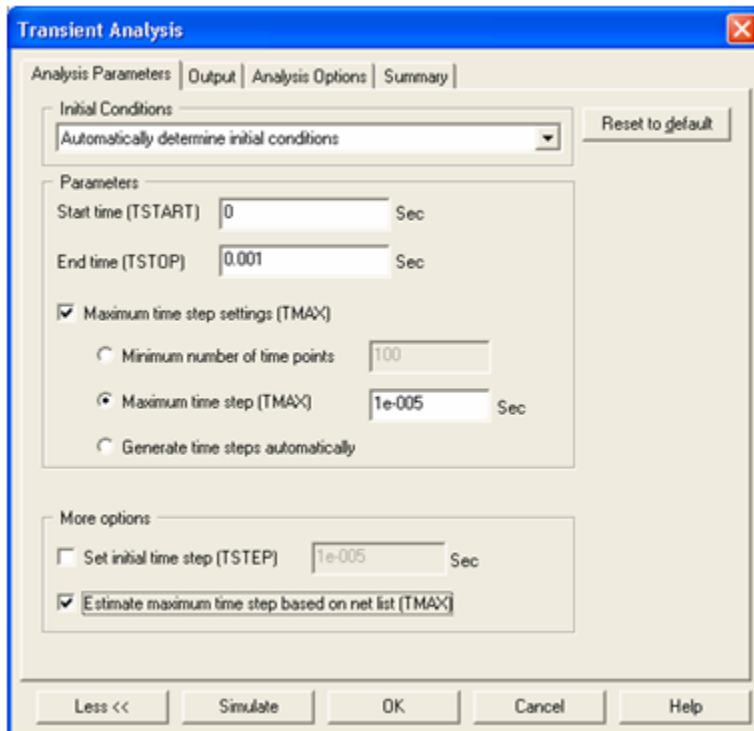 Transient Analysis
Analysis Parameters Output Analysis Options Summary
Initial Conditions
Automatically determine initial conditions
Reset to default
Parameters
Start time (TSTART) 0 Sec
End time (TSTOP) 0.001 Sec
Maximum time step settings (TMAX)
Minimum number of time points 100
Maximum time step (TMAX) 1e-005 Sec
Generate time steps automatically
More options
Set initial time step (TSTEP) 1e-005 Sec
Estimate maximum time step based on net list (TMAX)
Less << Simulate OK Cancel Help